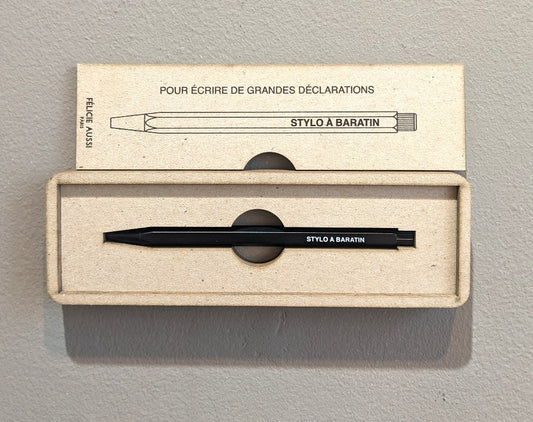 POUR ÉCRIRE DE GRANDES DÉCLARATIONS
FÉLICIE AUSSI
PARIS
STYLO À BARATIN
STYLO À BARATIN